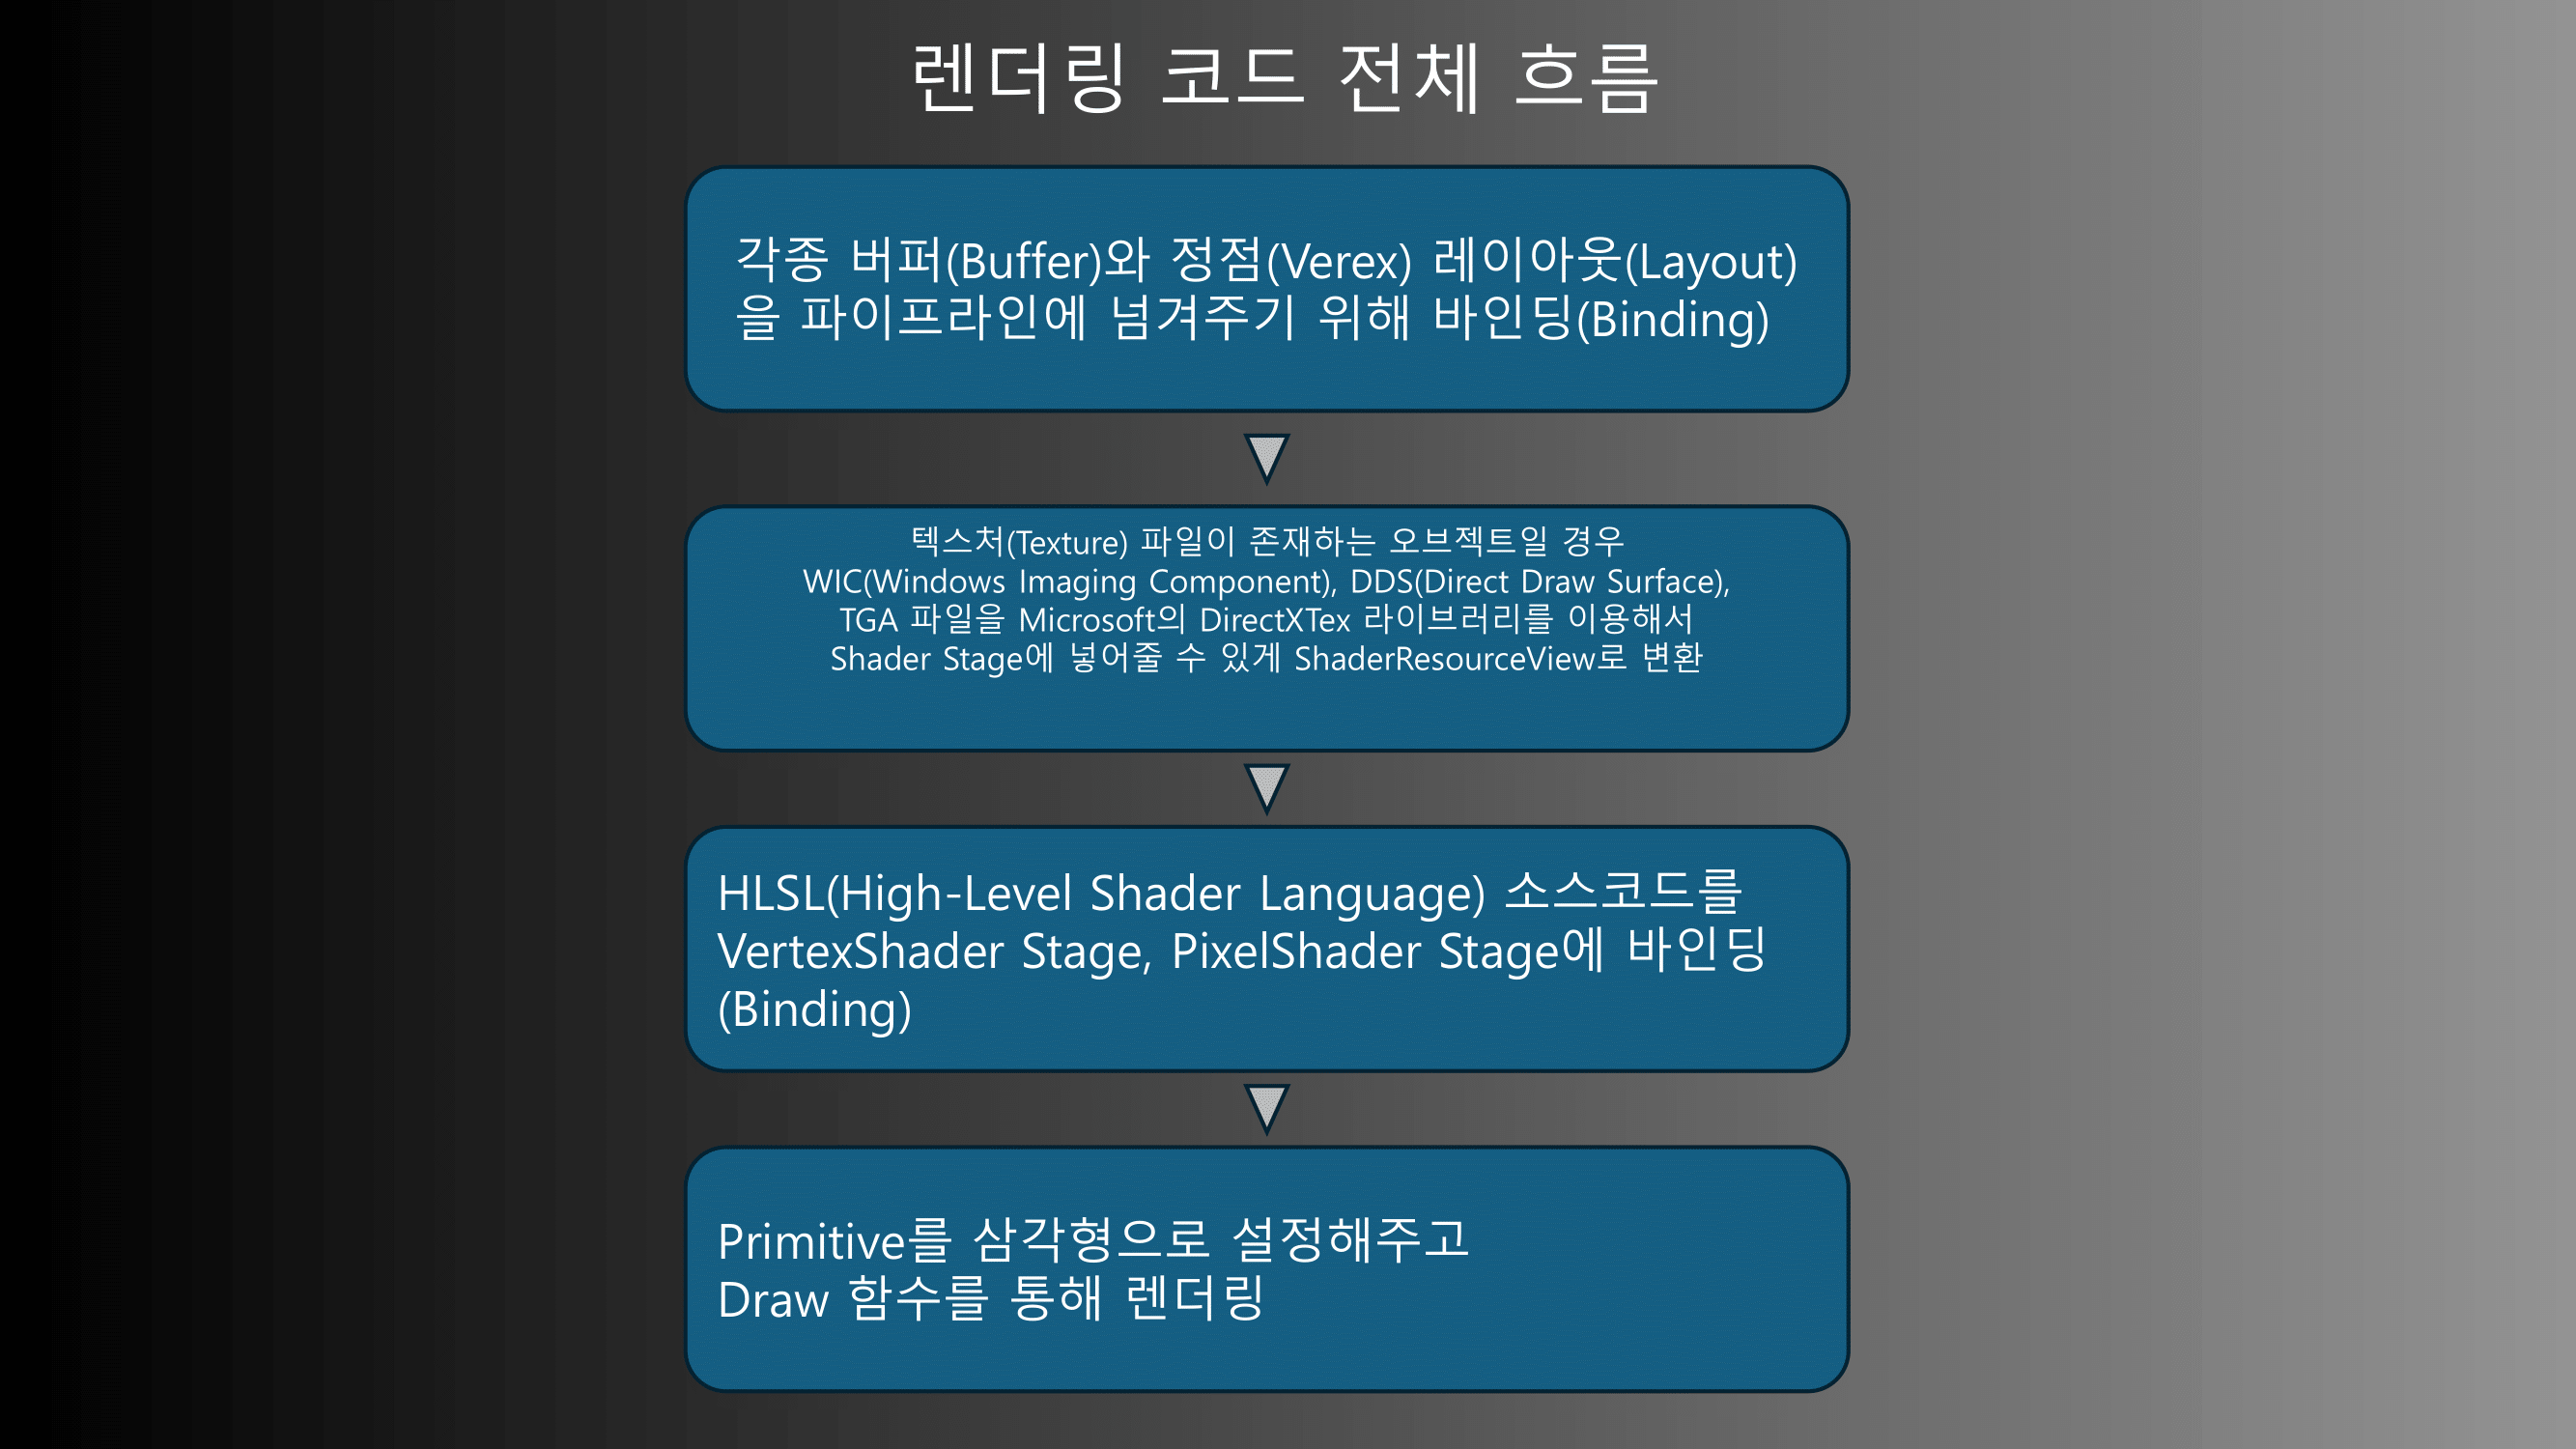 렌더링 코드 전체 흐름
각종 버퍼(Buffer)와 정점(Verex) 레이아웃(Layout)
을 파이프라인에 넘겨주기 위해 바인딩(Binding)
텍스처(Texture) 파일이 존재하는 오브젝트일 경우
WIC(Windows Imaging Component), DDS(Direct Draw Surface),
TGA 파일을 Microsoft의 DirectXTex 라이브러리를 이용해서
Shader Stage에 넣어줄 수 있게 ShaderResourceView로 변환
HLSL(High-Level Shader Language) 소스코드를
VertexShader Stage, PixelShader Stage에 바인딩
(Binding)
Primitive를 삼각형으로 설정해주고
Draw 함수를 통해 렌더링